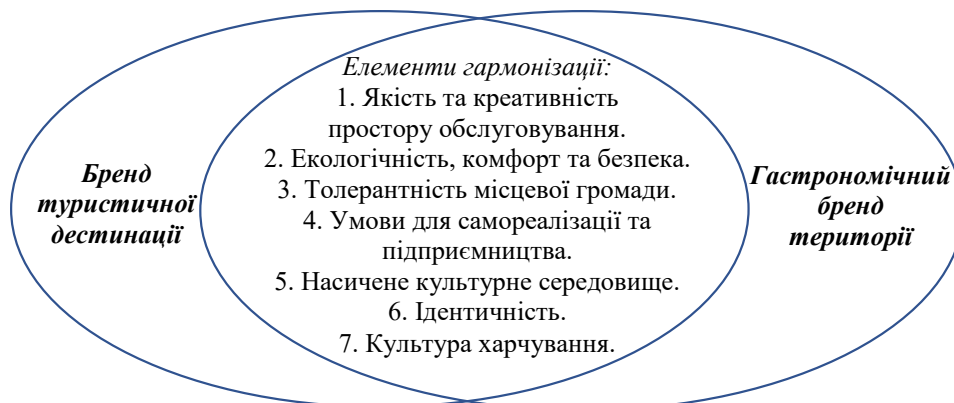 Елементи гармонізації:
1. Якість та креативність
простору обслуговування.
2. Екологічність, комфорт та безпека.
3. Толерантність місцевої громади.
4. Умови для самореалізації та
підприємництва.
5. Насичене культурне середовище.
6. Ідентичність.
7. Культура харчування.
Бренд
туристичної
дестинації
Гастрономічний
бренд
території